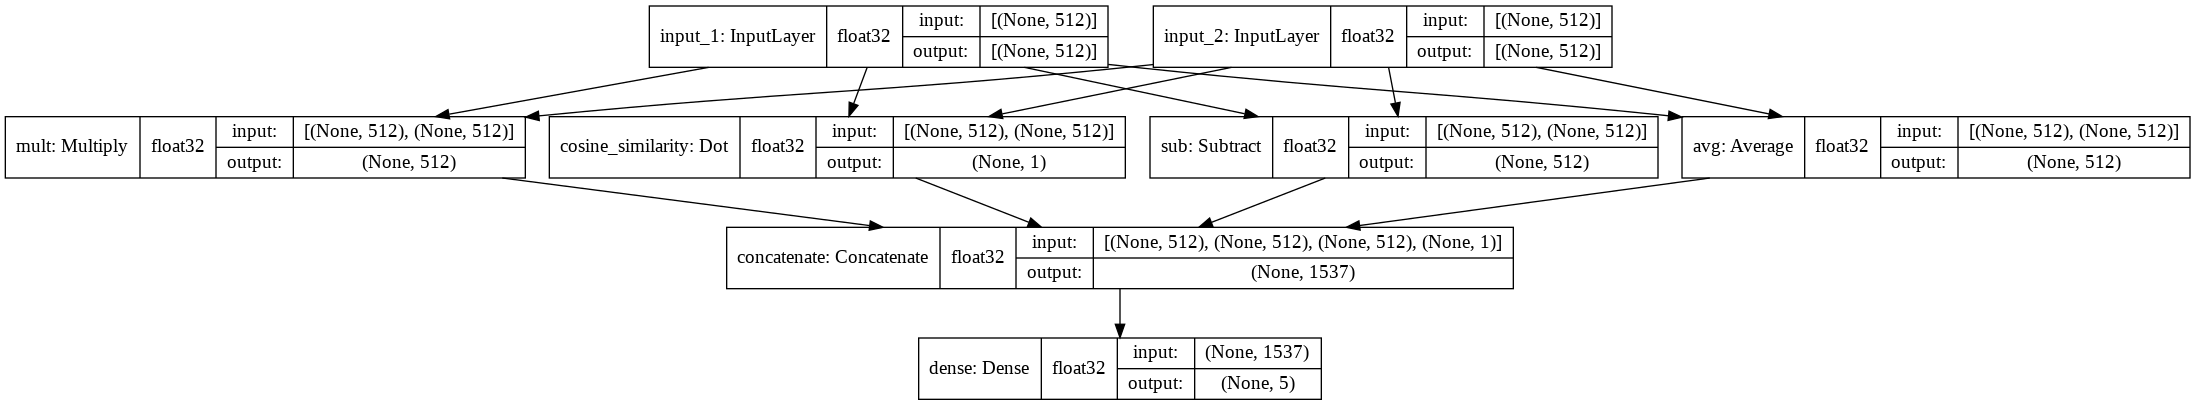 input_1: InputLayer float32 input: [(None, 512)]
output: [(None, 512)]
input_2: InputLayer float32 input: [(None, 512)]
output: [(None, 512)]
mult: Multiply float32 input: [(None, 512), (None, 512)]
output: (None, 512)
cosine_similarity: Dot float32 input: [(None, 512), (None, 512)]
output: (None, 1)
sub: Subtract float32 input: [(None, 512), (None, 512)]
output: (None, 512)
avg: Average float32 input: [(None, 512), (None, 512)]
output: (None, 512)
concatenate: Concatenate float32 input: [(None, 512), (None, 512), (None, 512), (None, 1)]
output: (None, 1537)
dense: Dense float32 input: (None, 1537)
output: (None, 5)